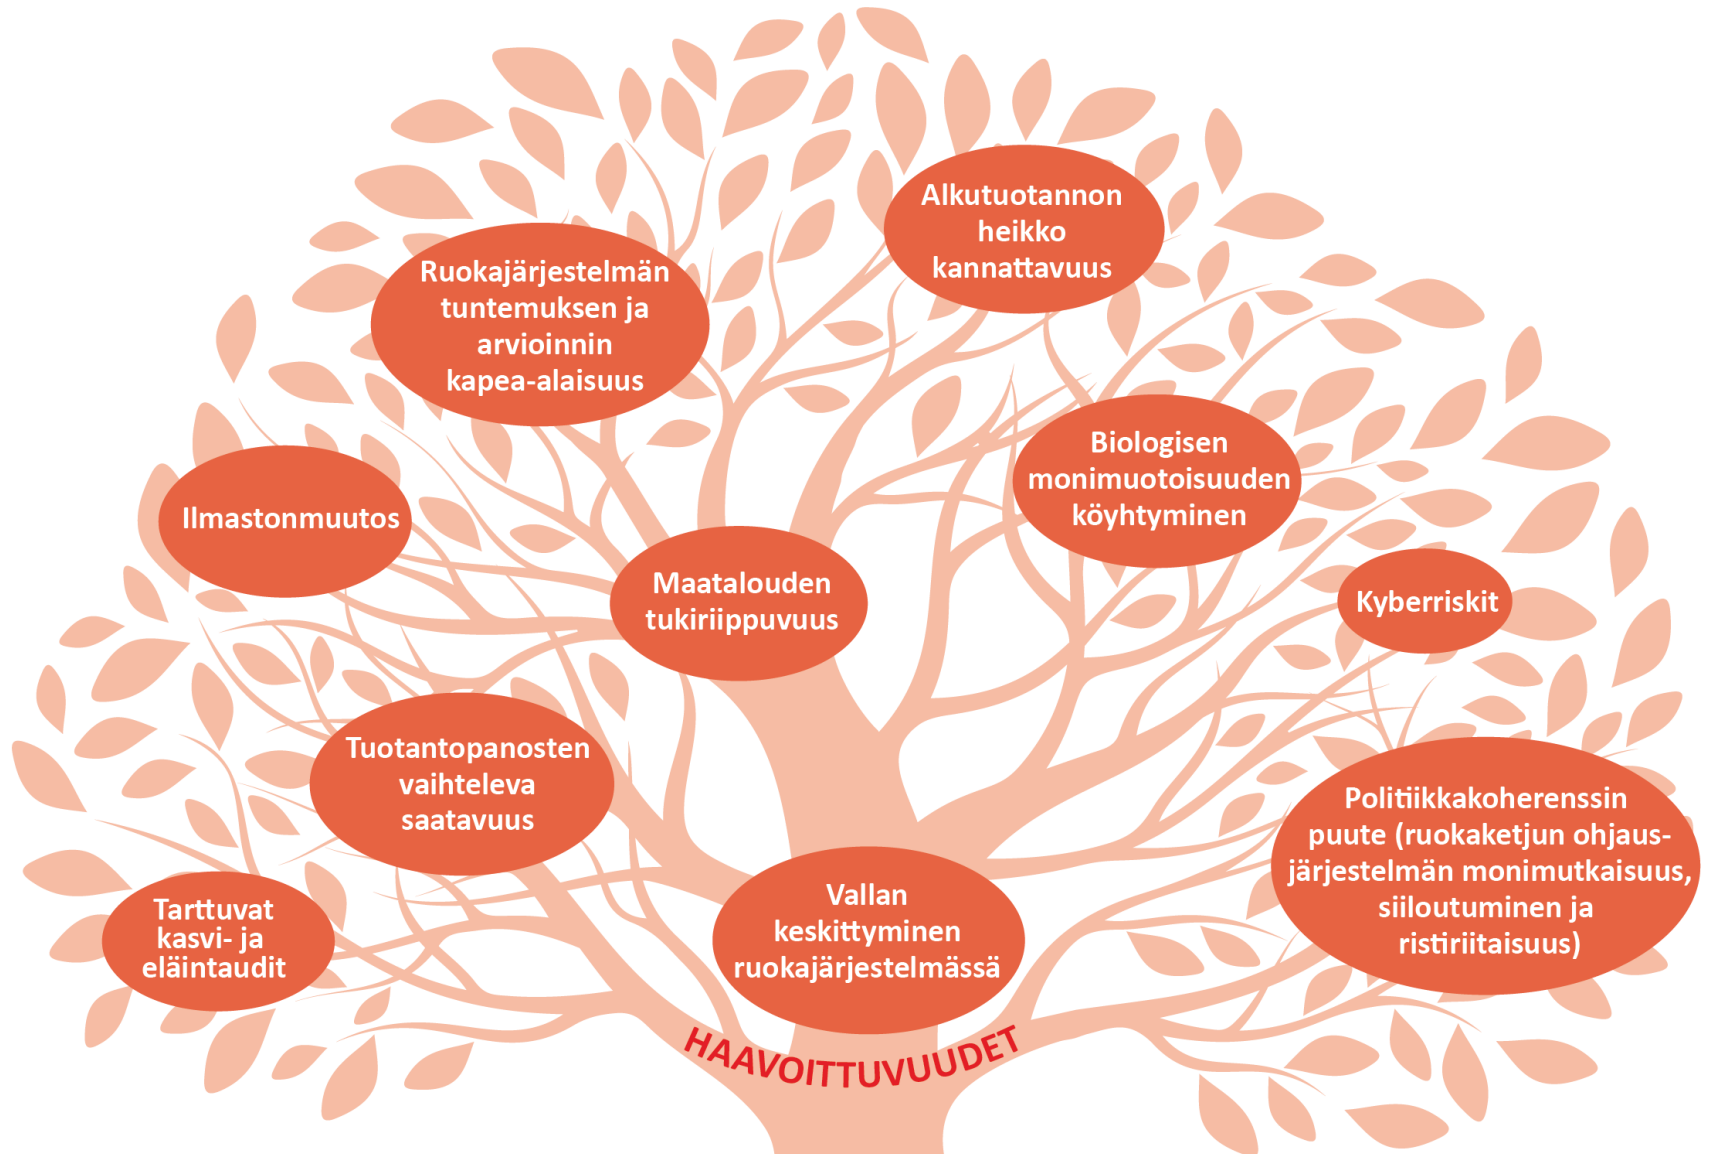 Alkutuotannon
heikko
kannattavuus
Ruokajärjestelmän
tuntemuksen ja
arvioinnin
kapea-alaisuus
Biologisen
monimuotoisuuden
köyhtyminen
Ilmastonmuutos
Maatalouden
tukiriippuvuus
Kyberriskit
Tuotantopanosten
vaihteleva
saatavuus
Politiikkakoherenssin
puute (ruokaketjun ohjaus-
järjestelmän monimutkaisuus,
siiloutuminen ja
ristiriitaisuus)
Tarttuvat
kasvi- ja
eläintaudit
Vallan
keskittyminen
ruokajärjestelmässä
HAAVOITTUVUUDET